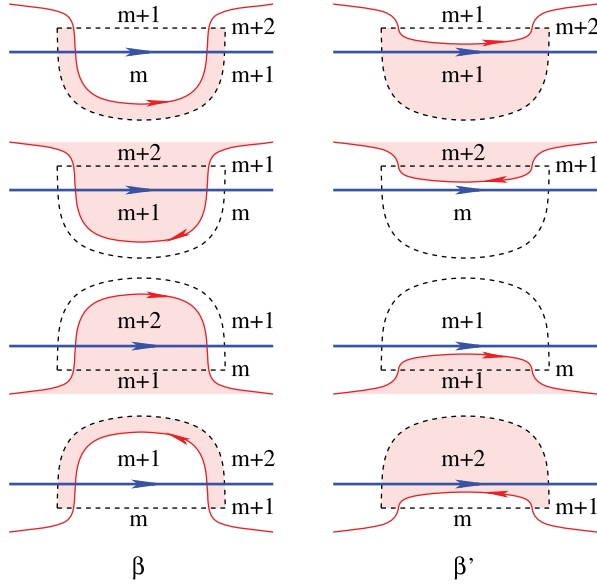 m+1 m+2 m+1
m+2
m m+1 m+1
m+2 m+1 m+2 m+1
m+1 m m
m+2 m+1 m+1
m m
m+1 m+1
m+1 m+2 m+2
m+1 m+1
m m
β β’